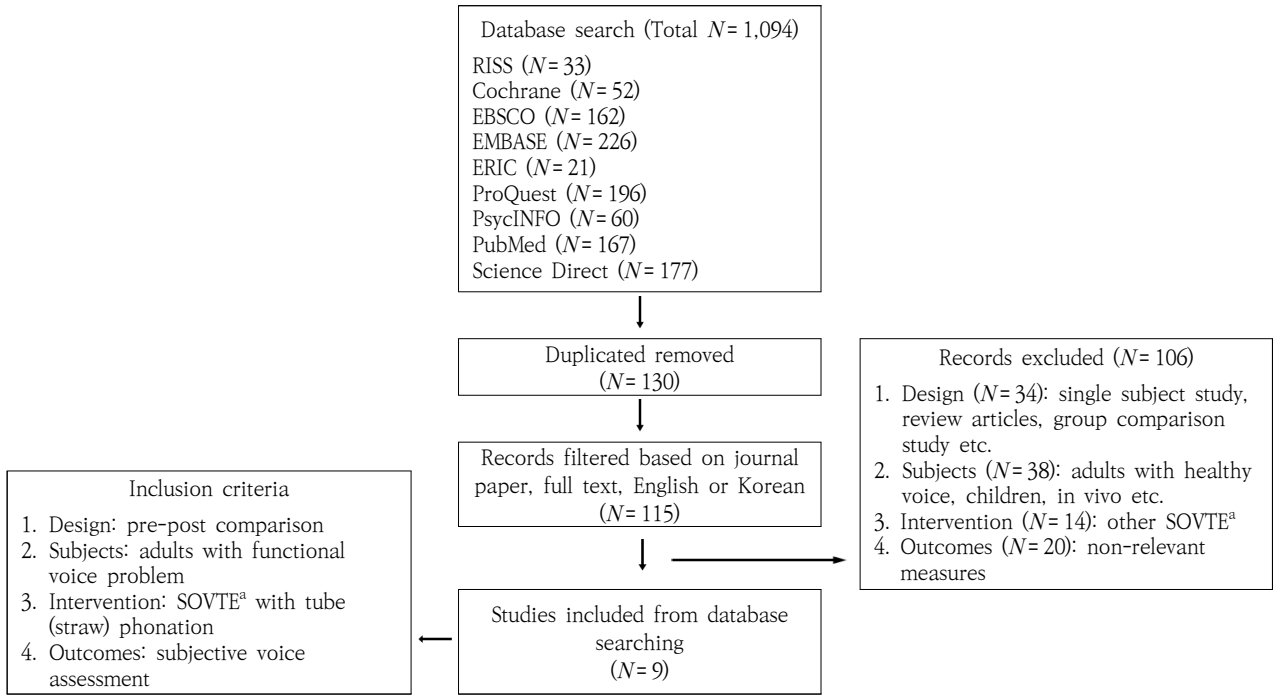 Database search (Total N= 1,094)
RISS (N= 33)
Cochrane (N= 52)
EBSCO (N= 162)
EMBASE (N= 226)
ERIC (N= 21)
ProQuest (N= 196)
PsycINFO (N= 60)
PubMed (N= 167)
Science Direct (N= 177)
Duplicated removed
(N= 130)
Records excluded (N= 106)
1. Design (N= 34): single subject study,
review articles, group comparison
study etc.
2. Subjects (N= 38): adults with healthy
voice, children, in vivo etc.
3. Intervention (N= 14): other SOVTEᵃ
4. Outcomes (N= 20): non-relevant
measures
Records filtered based on journal
paper, full text, English or Korean
(N= 115)
Inclusion criteria
1. Design: pre-post comparison
2. Subjects: adults with functional
voice problem
3. Intervention: SOVTEᵃ with tube
(straw) phonation
4. Outcomes: subjective voice
assessment
Studies included from database
searching
(N= 9)